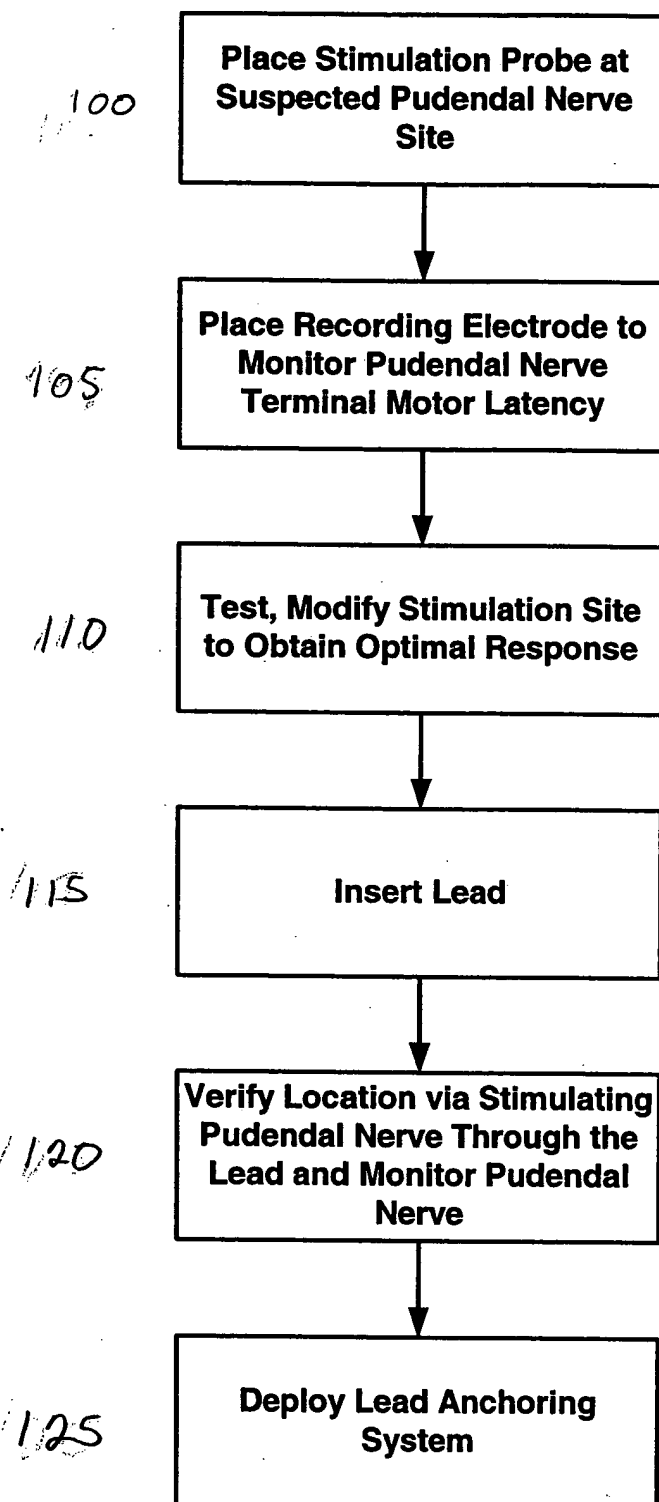 100
Place Stimulation Probe at
Suspected Pudendal Nerve
Site
105
Place Recording Electrode to
Monitor Pudendal Nerve
Terminal Motor Latency
110
Test, Modify Stimulation Site
to Obtain Optimal Response
115
Insert Lead
120
Verify Location via Stimulating
Pudendal Nerve Through the
Lead and Monitor Pudendal
Nerve
125
Deploy Lead Anchoring
System